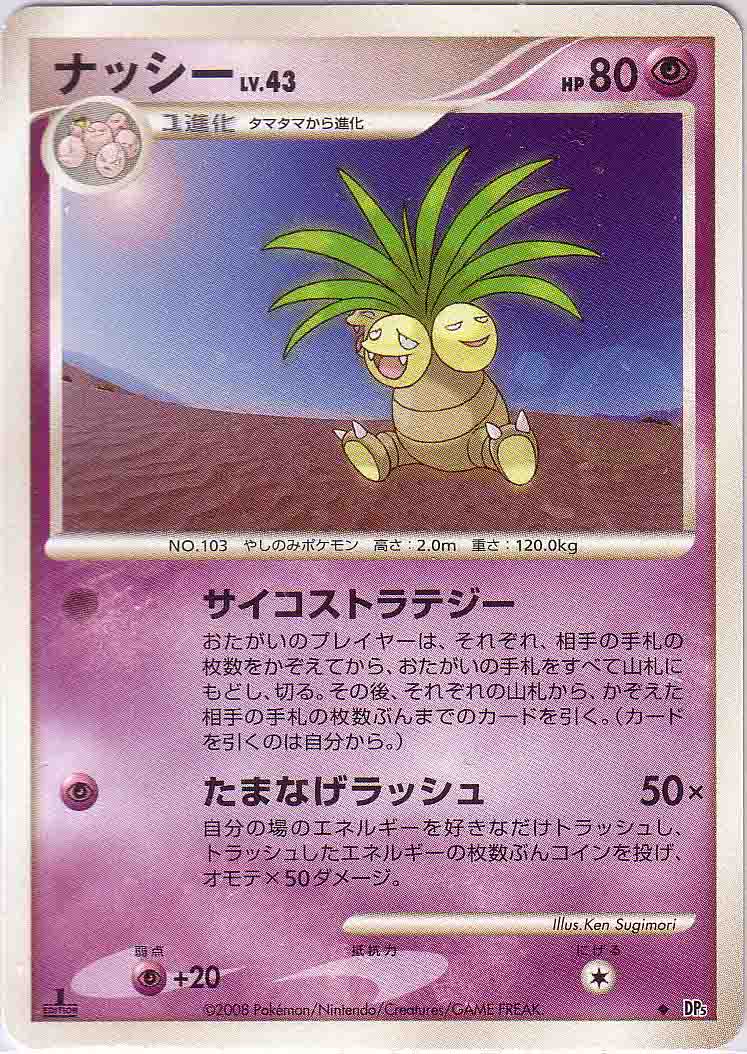 ナッシー LV.43 HP 80
1進化 タマタマから進化
NO.103 やしのみポケモン 高さ：2.0m 重さ：120.0kg
サイコストラテジー
おたがいのプレイヤーは、それぞれ、相手の手札の
枚数をかぞえてから、おたがいの手札をすべて山札に
もどし、切る。その後、それぞれの山札から、かぞえた
相手の手札の枚数ぶんまでのカードを引く。（カード
を引くのは自分から。）
たまなげラッシュ 50×
自分の場のエネルギーを好きなだけトラッシュし、
トラッシュしたエネルギーの枚数ぶんコインを投げ、
オモテ×50ダメージ。
Illus.Ken Sugimori
弱点 抵抗力 にげる
+20
1 EDITION ©2008 Pokémon/Nintendo/Creatures/GAME FREAK. ◆ DP5